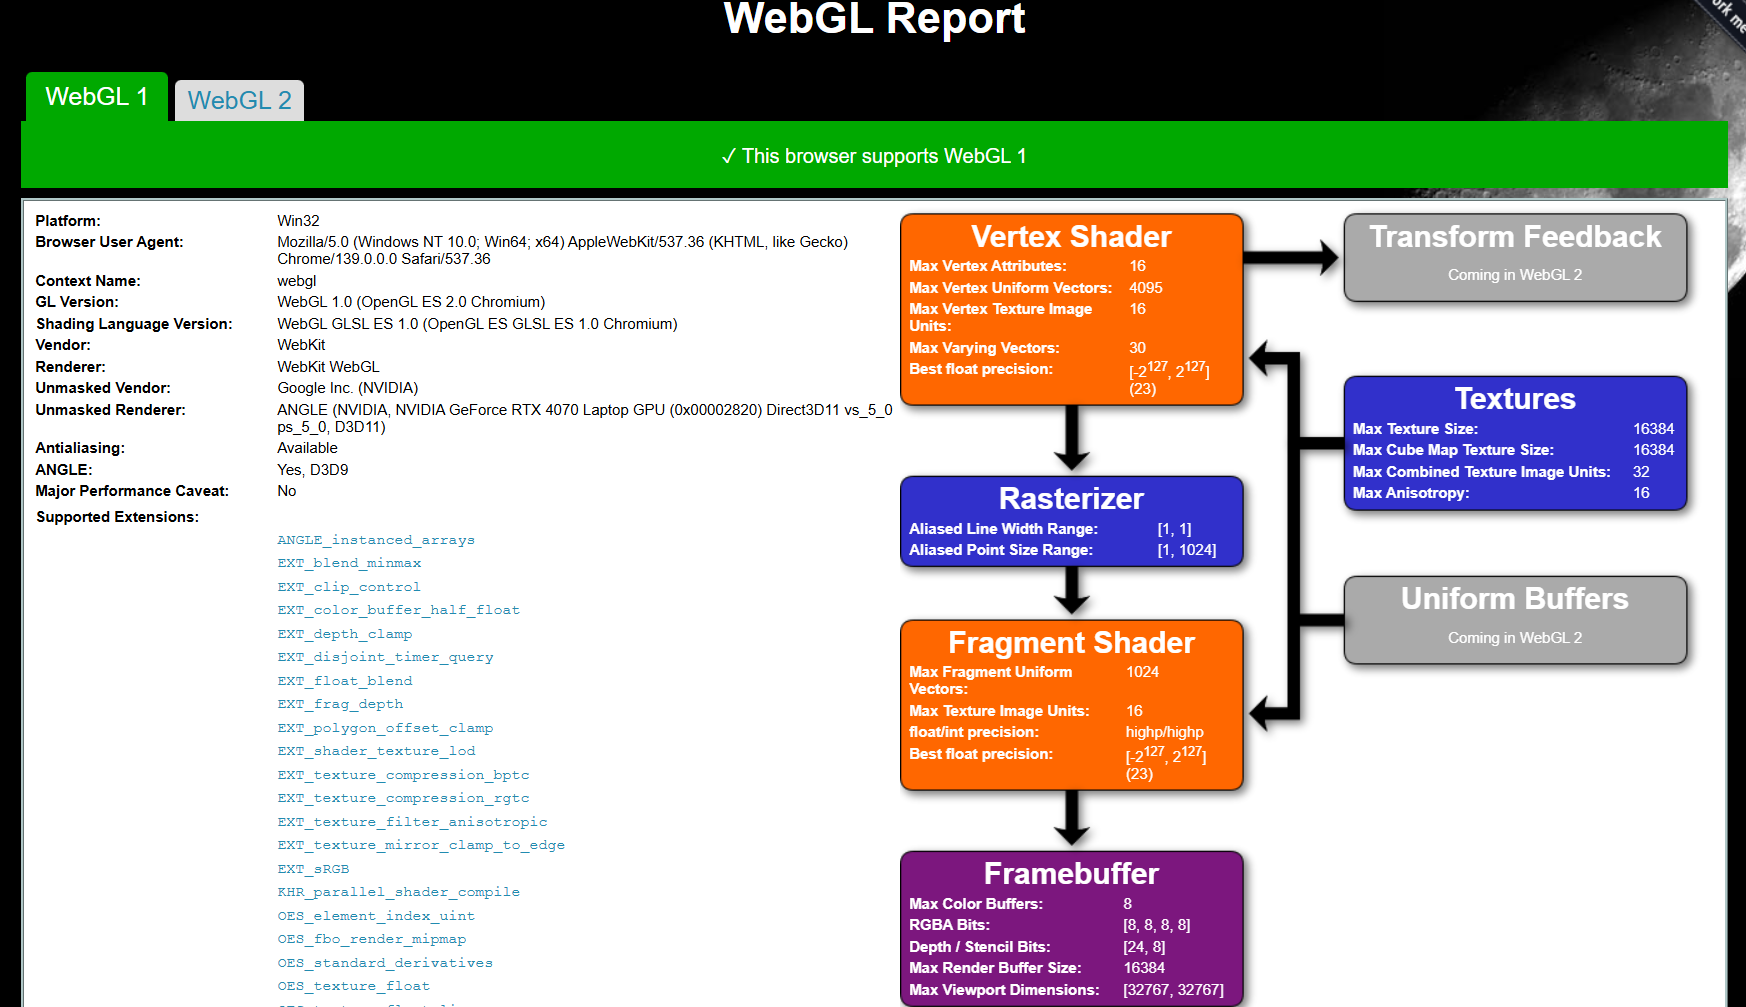 WebGL Report
ork me
WebGL 1
WebGL 2
✓ This browser supports WebGL 1
Platform: Win32
Browser User Agent: Mozilla/5.0 (Windows NT 10.0; Win64; x64) AppleWebKit/537.36 (KHTML, like Gecko)
Chrome/139.0.0.0 Safari/537.36
Context Name: webgl
GL Version: WebGL 1.0 (OpenGL ES 2.0 Chromium)
Shading Language Version: WebGL GLSL ES 1.0 (OpenGL ES GLSL ES 1.0 Chromium)
Vendor: WebKit
Renderer: WebKit WebGL
Unmasked Vendor: Google Inc. (NVIDIA)
Unmasked Renderer: ANGLE (NVIDIA, NVIDIA GeForce RTX 4070 Laptop GPU (0x00002820) Direct3D11 vs_5_0
ps_5_0, D3D11)
Antialiasing: Available
ANGLE: Yes, D3D9
Major Performance Caveat: No
Supported Extensions:
ANGLE_instanced_arrays
EXT_blend_minmax
EXT_clip_control
EXT_color_buffer_half_float
EXT_depth_clamp
EXT_disjoint_timer_query
EXT_float_blend
EXT_frag_depth
EXT_polygon_offset_clamp
EXT_shader_texture_lod
EXT_texture_compression_bptc
EXT_texture_compression_rgtc
EXT_texture_filter_anisotropic
EXT_texture_mirror_clamp_to_edge
EXT_sRGB
KHR_parallel_shader_compile
OES_element_index_uint
OES_fbo_render_mipmap
OES_standard_derivatives
OES_texture_float
Vertex Shader
Max Vertex Attributes: 16
Max Vertex Uniform Vectors: 4095
Max Vertex Texture Image 16
Units:
Max Varying Vectors: 30
Best float precision: [-2^127, 2^127]
(23)
Transform Feedback
Coming in WebGL 2
Textures
Max Texture Size: 16384
Max Cube Map Texture Size: 16384
Max Combined Texture Image Units: 32
Max Anisotropy: 16
Rasterizer
Aliased Line Width Range: [1, 1]
Aliased Point Size Range: [1, 1024]
Uniform Buffers
Coming in WebGL 2
Fragment Shader
Max Fragment Uniform 1024
Vectors:
Max Texture Image Units: 16
float/int precision: highp/highp
Best float precision: [-2^127, 2^127]
(23)
Framebuffer
Max Color Buffers: 8
RGBA Bits: [8, 8, 8, 8]
Depth / Stencil Bits: [24, 8]
Max Render Buffer Size: 16384
Max Viewport Dimensions: [32767, 32767]